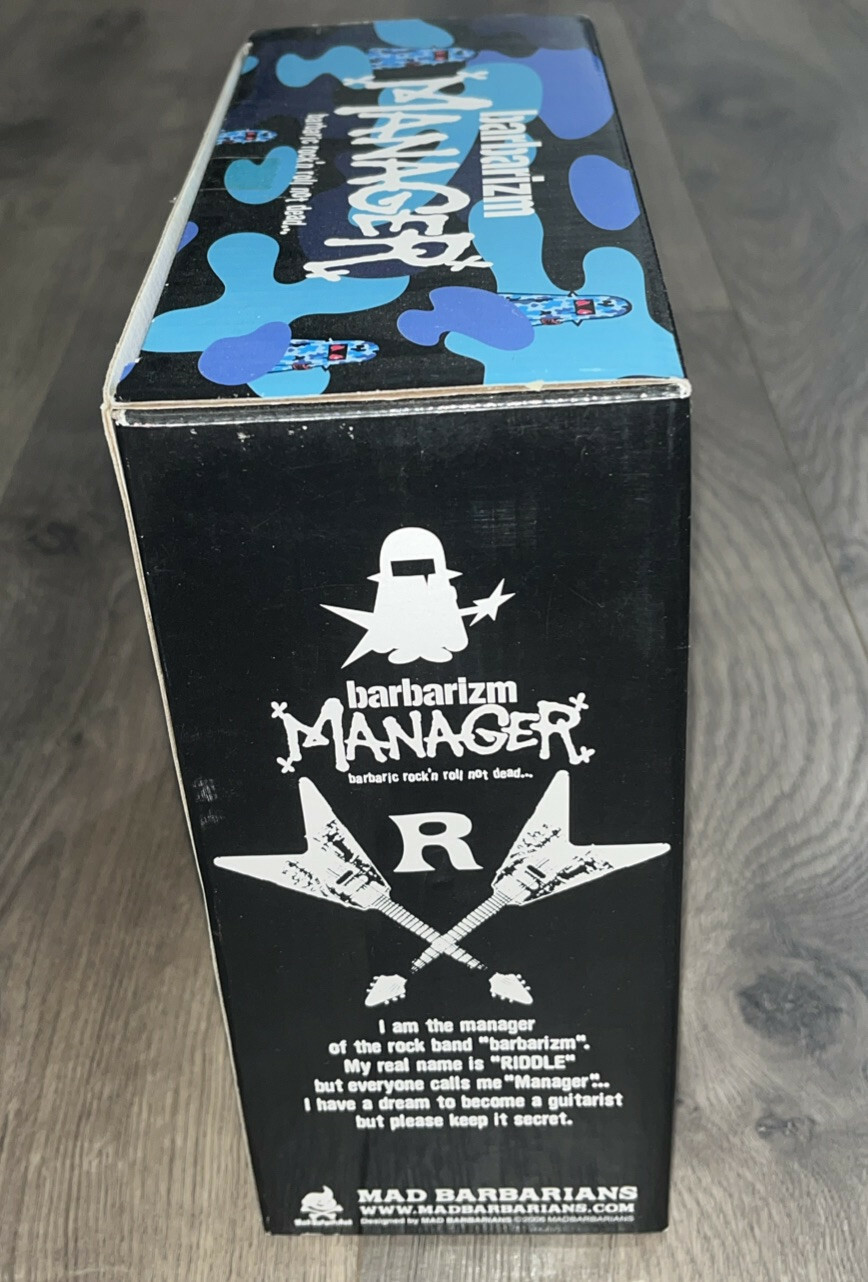 barbarizm
MANAGER
barbaric rock'n roll not dead...
barbarizm
MANAGER
barbaric rock'n roll not dead...
R
I am the manager
of the rock band "barbarizm".
My real name is "RIDDLE"
but everyone calls me "Manager"...
I have a dream to become a guitarist
but please keep it secret.
MAD BARBARIANS
WWW.MADBARBARIANS.COM
Designed by MAD BARBARIANS ©2006 MADBARBARIANS